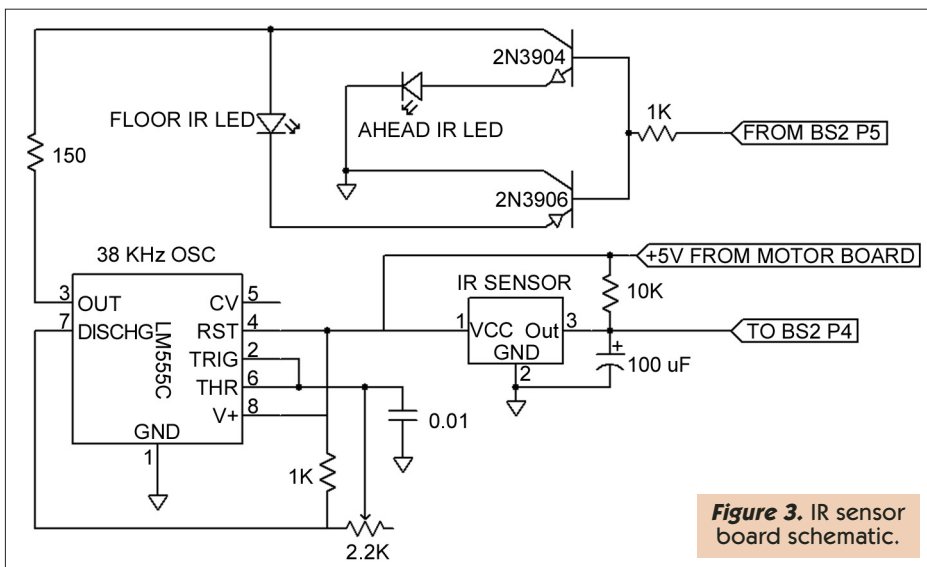 2N3904
FLOOR IR LED
AHEAD IR LED
1K
FROM BS2 P5
150
2N3906
38 KHz OSC
+5V FROM MOTOR BOARD
IR SENSOR
10K
3 OUT
CV 5
7 DISCHG
LM555C
RST 4
1 VCC Out 3
TO BS2 P4
TRIG 2
GND
2
+
100 uF
THR 6
V+ 8
0.01
GND
1
1K
2.2K
Figure 3. IR sensor
board schematic.